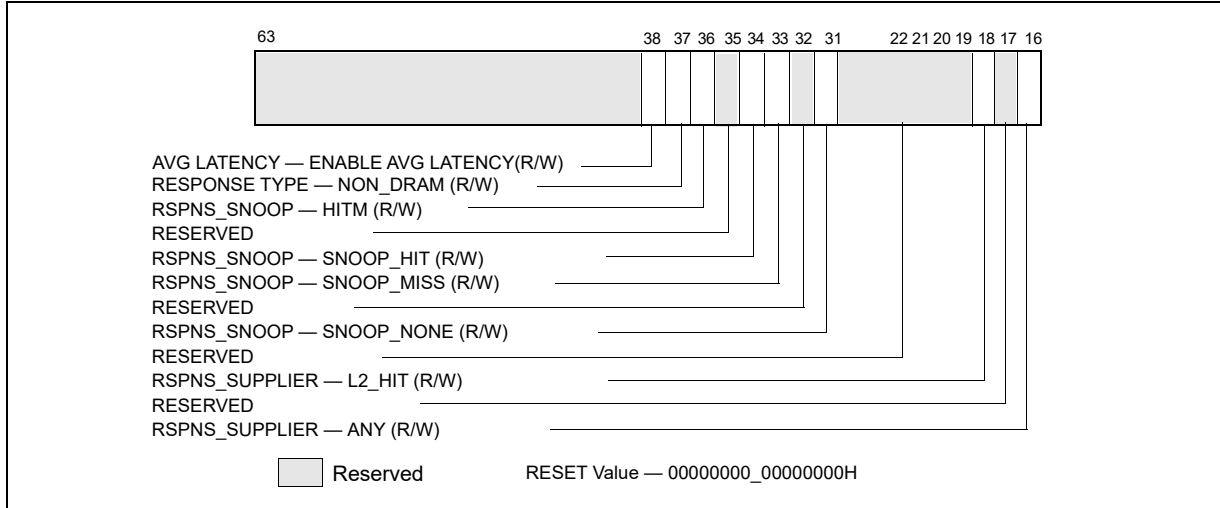 63 38 37 36 35 34 33 32 31 22 21 20 19 18 17 16
AVG LATENCY — ENABLE AVG LATENCY(R/W)
RESPONSE TYPE — NON_DRAM (R/W)
RSPNS_SNOOP — HITM (R/W)
RESERVED
RSPNS_SNOOP — SNOOP_HIT (R/W)
RSPNS_SNOOP — SNOOP_MISS (R/W)
RESERVED
RSPNS_SNOOP — SNOOP_NONE (R/W)
RESERVED
RSPNS_SUPPLIER — L2_HIT (R/W)
RESERVED
RSPNS_SUPPLIER — ANY (R/W)
Reserved RESET Value — 00000000_00000000H